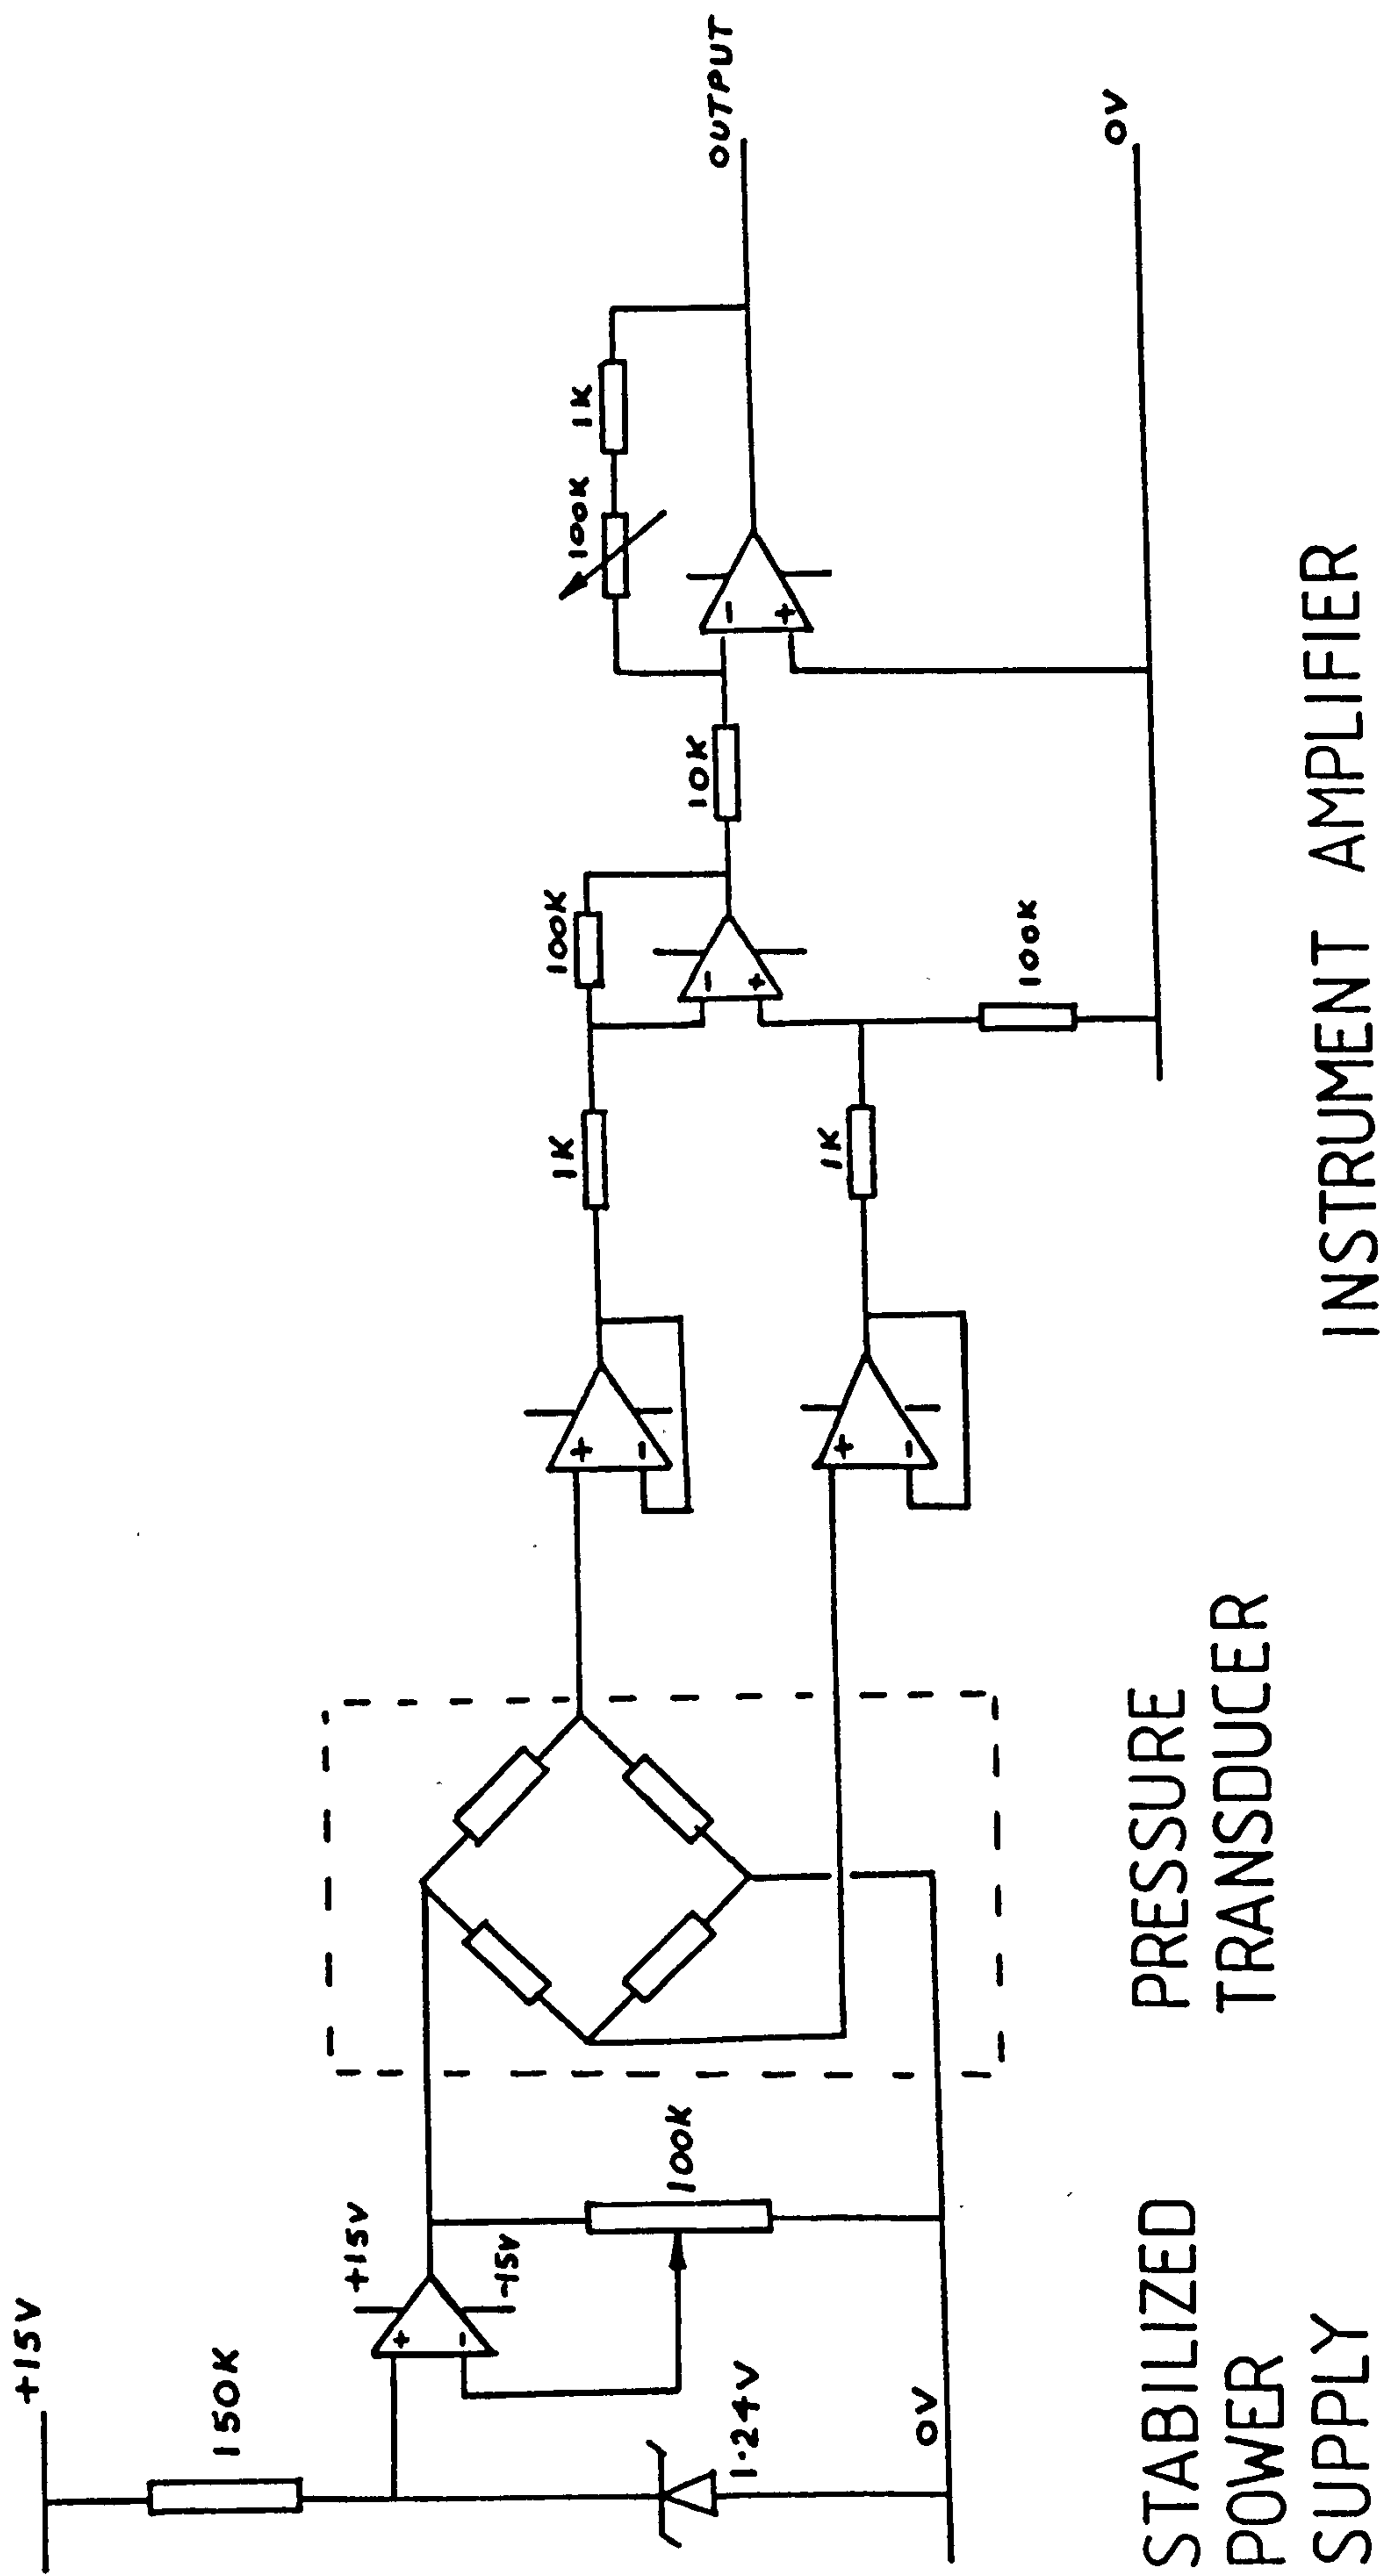 +15V
150K
+15V
+
-
-15V
1·24V
0V
100K
+
-
+
-
1K
1K
100K
-
+
100K
10K
100K
1K
-
+
OUTPUT
0V
STABILIZED
POWER
SUPPLY
PRESSURE
TRANSDUCER
INSTRUMENT AMPLIFIER